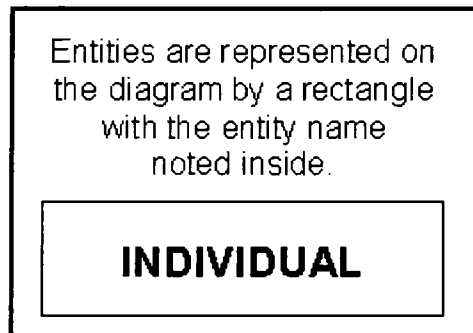 Entities are represented on
the diagram by a rectangle
with the entity name
noted inside.
INDIVIDUAL